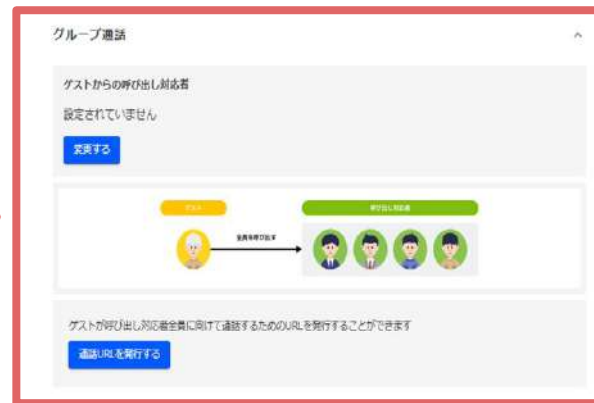 グループ通話
ゲストからの呼び出し対応者
設定されていません
変更する
ゲスト
呼び出し対応者
全員を呼び出す
ゲストが呼び出し対応者全員に向けて通話するためのURLを発行することができます
通話URLを発行する